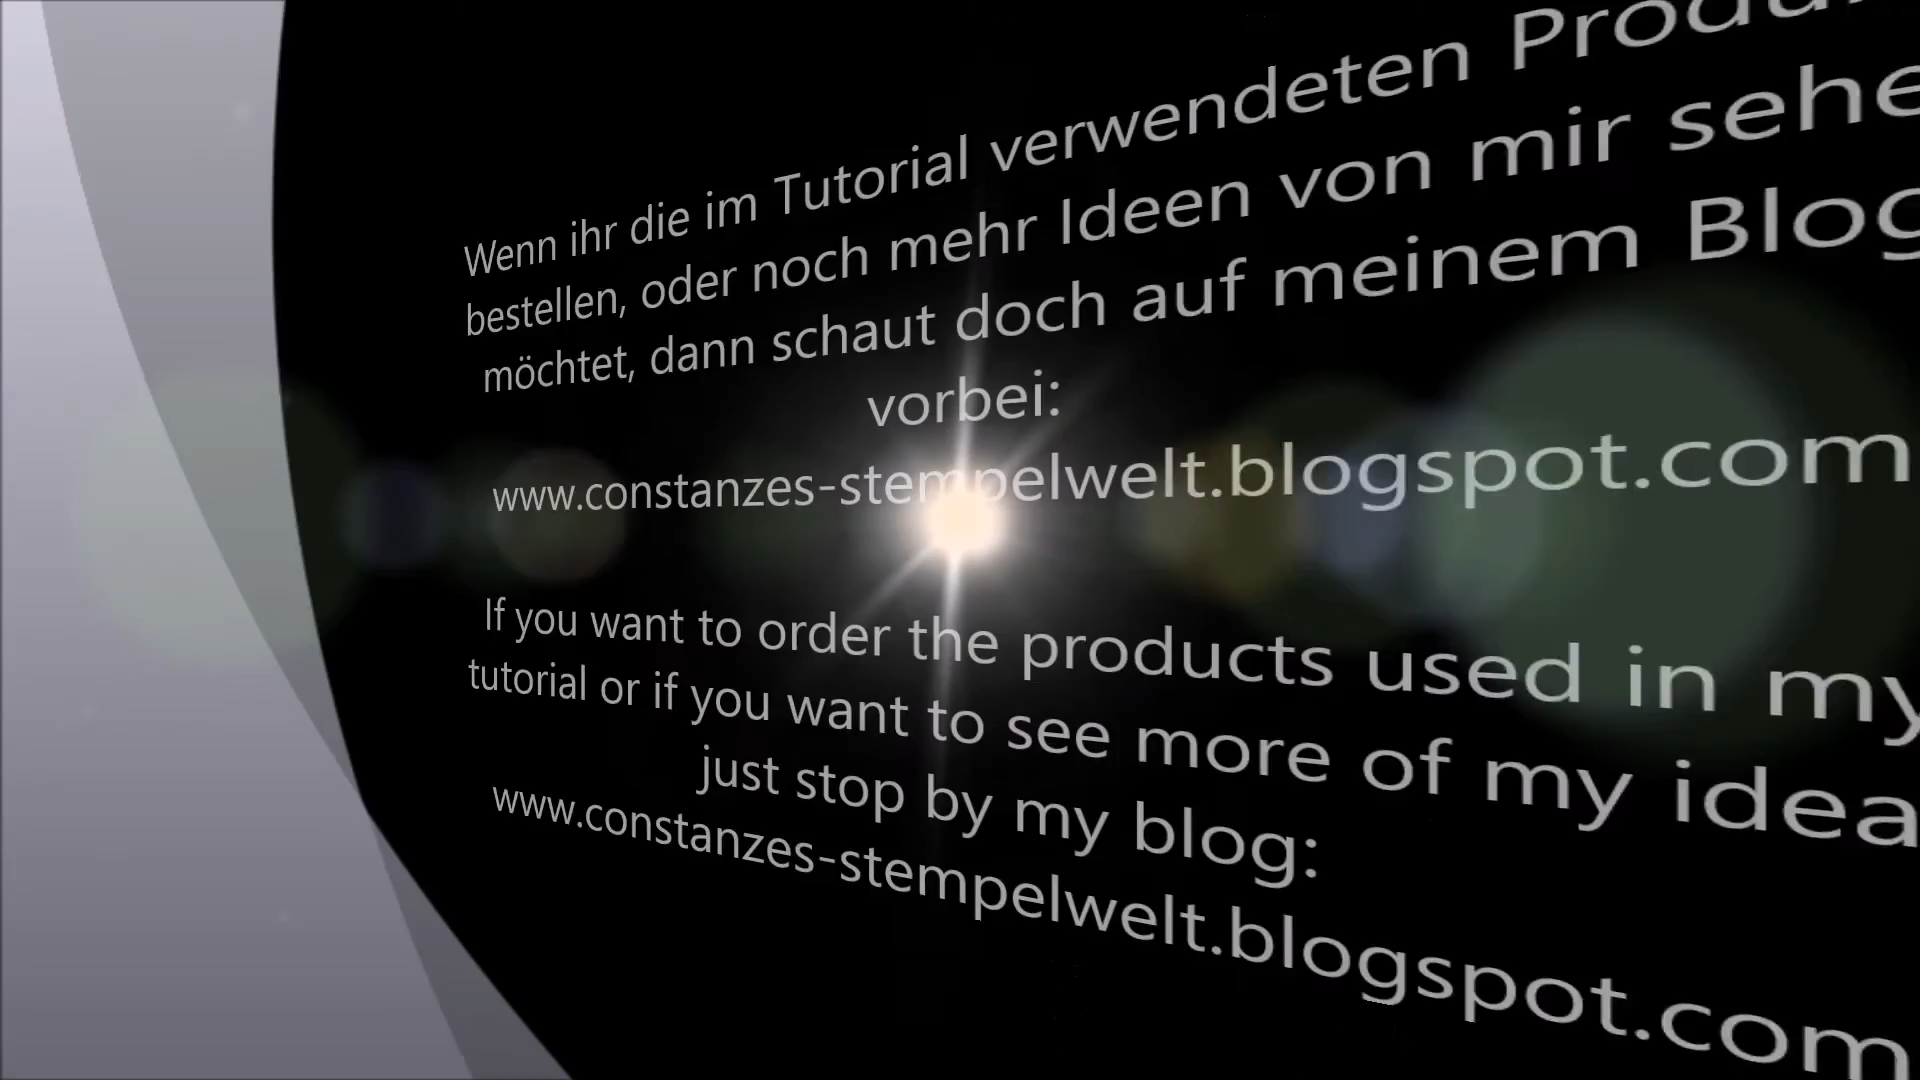 Wenn ihr die im Tutorial verwendeten
bestellen, oder noch mehr Ideen von mir
möchtet, dann schaut doch auf meinem Blog
vorbei:
www.constanzes-stempelwelt.blogspot.com
If you want to order the products used in my
tutorial or if you want to see more of my
just stop by my blog:
www.constanzes-stempelwelt.blogspot.com